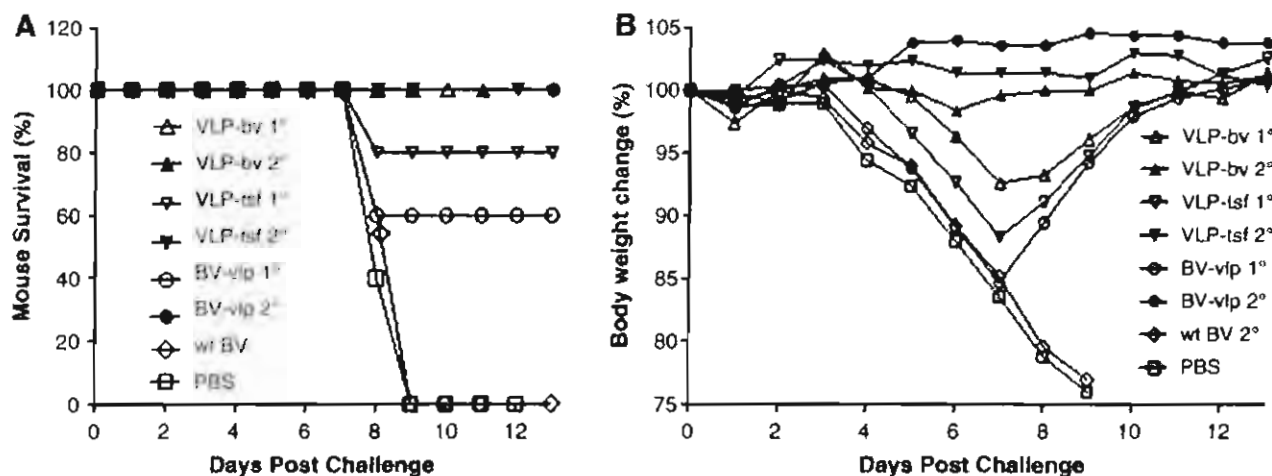 A
Mouse Survival (%)
120
100
80
60
40
20
0
VLP-bv 1°
VLP-bv 2°
VLP-tsf 1°
VLP-tsf 2°
BV-vlp 1°
BV-vlp 2°
wt BV
PBS
0 2 4 6 8 10 12
Days Post Challenge
B
Body weight change (%)
105
100
95
90
85
80
75
VLP-bv 1°
VLP-bv 2°
VLP-tsf 1°
VLP-tsf 2°
BV-vlp 1°
BV-vlp 2°
wt BV 2°
PBS
0 2 4 6 8 10 12
Days Post Challenge